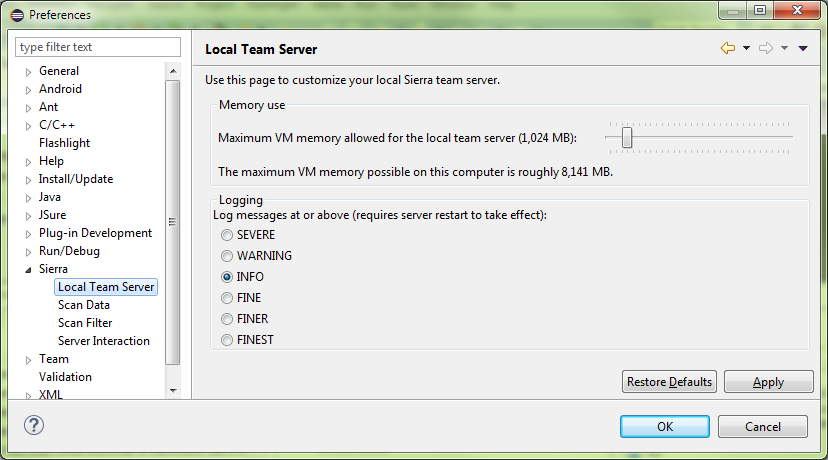 Preferences
type filter text
General
Android
Ant
C/C++
Flashlight
Help
Install/Update
Java
JSure
Plug-in Development
Run/Debug
Sierra
Local Team Server
Scan Data
Scan Filter
Server Interaction
Team
Validation
XML
Local Team Server
Use this page to customize your local Sierra team server.
Memory use
Maximum VM memory allowed for the local team server (1,024 MB):
The maximum VM memory possible on this computer is roughly 8,141 MB.
Logging
Log messages at or above (requires server restart to take effect):
SEVERE
WARNING
INFO
FINE
FINER
FINEST
Restore Defaults
Apply
?
OK
Cancel